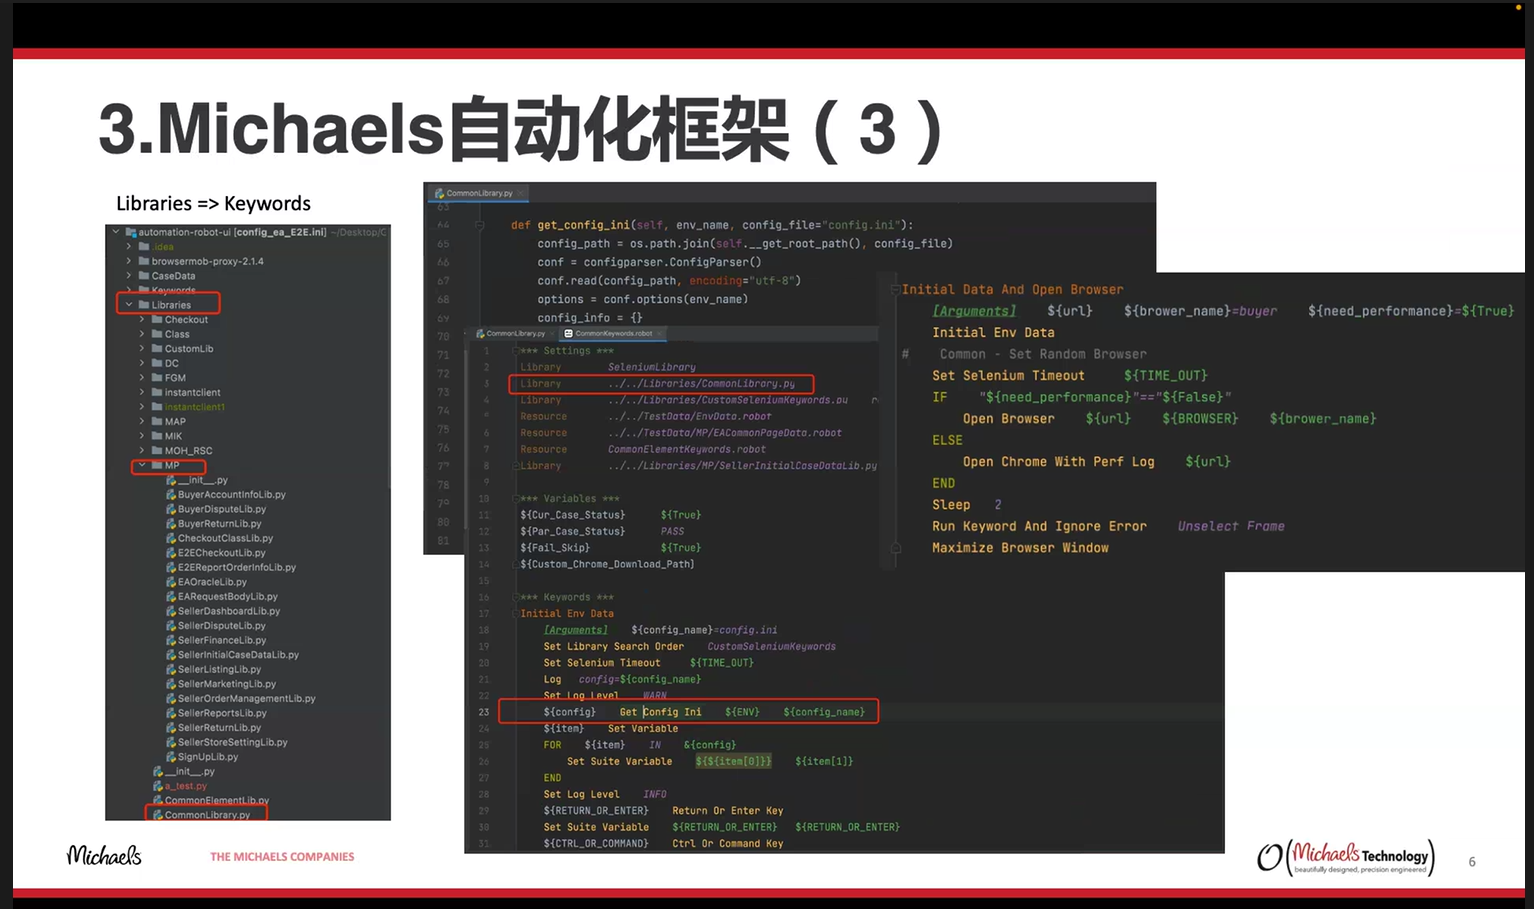 3.Michaels自动化框架（3）
Libraries => Keywords
automation-robot-ui [config_ea_E2E.ini] ~/Desktop/C
.idea
browsermob-proxy-2.1.4
CaseData
Keywords
Libraries
Checkout
Class
CustomLib
DC
FGM
instantclient
instantclient1
MAP
MIK
MOH_RSC
MP
__init__.py
BuyerAccountInfoLib.py
BuyerDisputeLib.py
BuyerReturnLib.py
CheckoutClassLib.py
E2ECheckoutLib.py
E2EReportOrderInfoLib.py
EAOracleLib.py
EARequestBodyLib.py
SellerDashboardLib.py
SellerDisputeLib.py
SellerFinanceLib.py
SellerInitialCaseDataLib.py
SellerListingLib.py
SellerMarketingLib.py
SellerOrderManagementLib.py
SellerReportsLib.py
SellerReturnLib.py
SellerStoreSettingLib.py
SignUpLib.py
__init__.py
a_test.py
CommonElementLib.py
CommonLibrary.py
CommonLibrary.py
63
64 def get_config_ini(self, env_name, config_file="config.ini"):
65 config_path = os.path.join(self.__get_root_path(), config_file)
66 conf = configparser.ConfigParser()
67 conf.read(config_path, encoding="utf-8")
68 options = conf.options(env_name)
69 config_info = {}
70
71
72
73
74
75
76
77
78
79
80
81
CommonLibrary.py CommonKeywords.robot
1 *** Settings ***
2 Library SeleniumLibrary
3 Library ../../Libraries/CommonLibrary.py
4 Library ../../Libraries/CustomSeleniumKeywords.py
Resource ../../TestData/EnvData.robot
6 Resource ../../TestData/MP/EACommonPageData.robot
7 Resource CommonElementKeywords.robot
8 Library ../../Libraries/MP/SellerInitialCaseDataLib.py
9
10 *** Variables ***
11 ${Cur_Case_Status} ${True}
12 ${Par_Case_Status} PASS
13 ${Fail_Skip} ${True}
14 ${Custom_Chrome_Download_Path}
15
16 *** Keywords ***
17 Initial Env Data
18 [Arguments] ${config_name}=config.ini
19 Set Library Search Order CustomSeleniumKeywords
20 Set Selenium Timeout ${TIME_OUT}
21 Log config=${config_name}
22 Set Log Level WARN
23 ${config} Get Config Ini ${ENV} ${config_name}
24 ${item} Set Variable
25 FOR ${item} IN &{config}
26 Set Suite Variable ${${item[0]}} ${item[1]}
27 END
28 Set Log Level INFO
29 ${RETURN_OR_ENTER} Return Or Enter Key
30 Set Suite Variable ${RETURN_OR_ENTER} ${RETURN_OR_ENTER}
31 ${CTRL_OR_COMMAND} Ctrl Or Command Key
Initial Data And Open Browser
[Arguments] ${url} ${brower_name}=buyer ${need_performance}=${True}
Initial Env Data
# Common - Set Random Browser
Set Selenium Timeout ${TIME_OUT}
IF "${need_performance}"=="${False}"
Open Browser ${url} ${BROWSER} ${brower_name}
ELSE
Open Chrome With Perf Log ${url}
END
Sleep 2
Run Keyword And Ignore Error Unselect Frame
Maximize Browser Window
Michaels
THE MICHAELS COMPANIES
Michaels Technology
beautifully designed, precision engineered
6